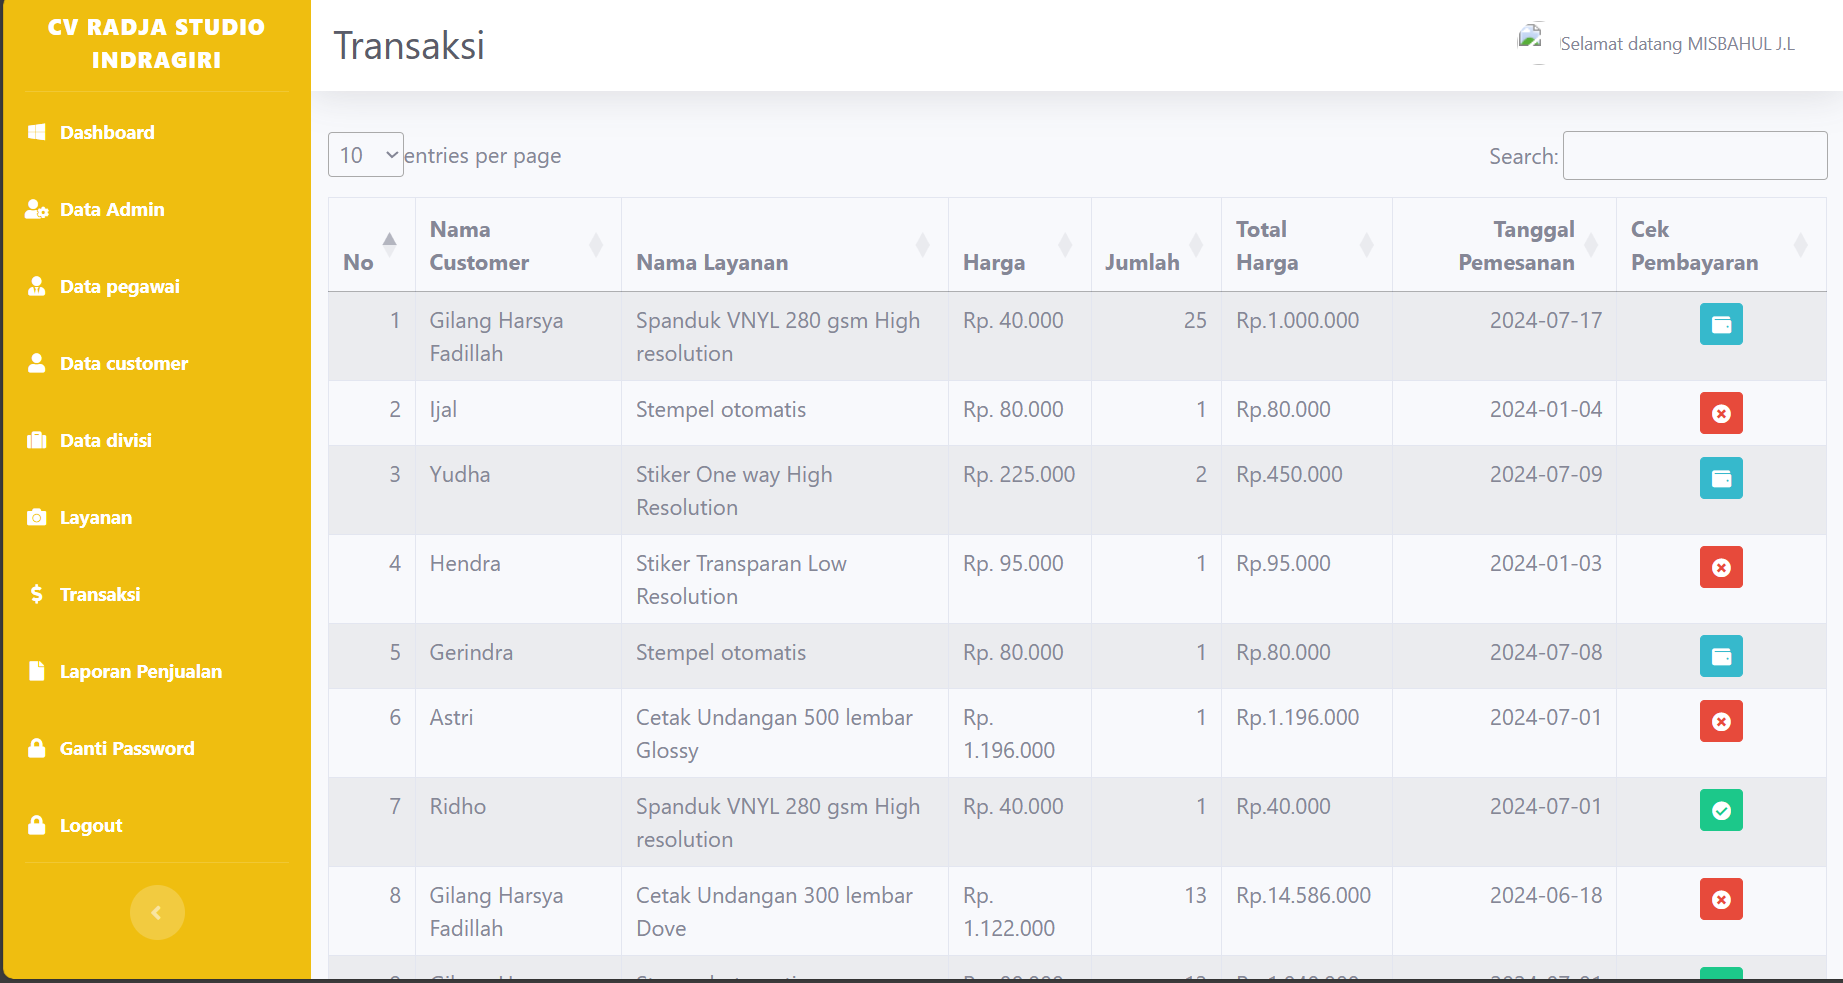 CV RADJA STUDIO
INDRAGIRI
Dashboard
Data Admin
Data pegawai
Data customer
Data divisi
Layanan
Transaksi
Laporan Penjualan
Ganti Password
Logout
Transaksi
Selamat datang MISBAHUL J.L
10 entries per page
Search:
No Nama Customer Nama Layanan Harga Jumlah Total Harga Tanggal Pemesanan Cek Pembayaran
1 Gilang Harsya Rp. 40.000 25 Rp.1.000.000 2024-07-17 Spanduk VNYL 280 gsm High
Fadillah resolution
2 Ijal Stempel otomatis Rp. 80.000 1 Rp.80.000 2024-01-04
3 Yudha Stiker One way High Rp. 225.000 2 Rp.450.000 2024-07-09
Resolution
4 Hendra Stiker Transparan Low Rp. 95.000 1 Rp.95.000 2024-01-03
Resolution
5 Gerindra Stempel otomatis Rp. 80.000 1 Rp.80.000 2024-07-08
6 Astri Cetak Undangan 500 lembar Rp. 1 Rp.1.196.000 2024-07-01
Glossy 1.196.000
7 Ridho Spanduk VNYL 280 gsm High Rp. 40.000 1 Rp.40.000 2024-07-01
resolution
8 Gilang Harsya Cetak Undangan 300 lembar Rp. 13 Rp.14.586.000 2024-06-18
Fadillah Dove 1.122.000